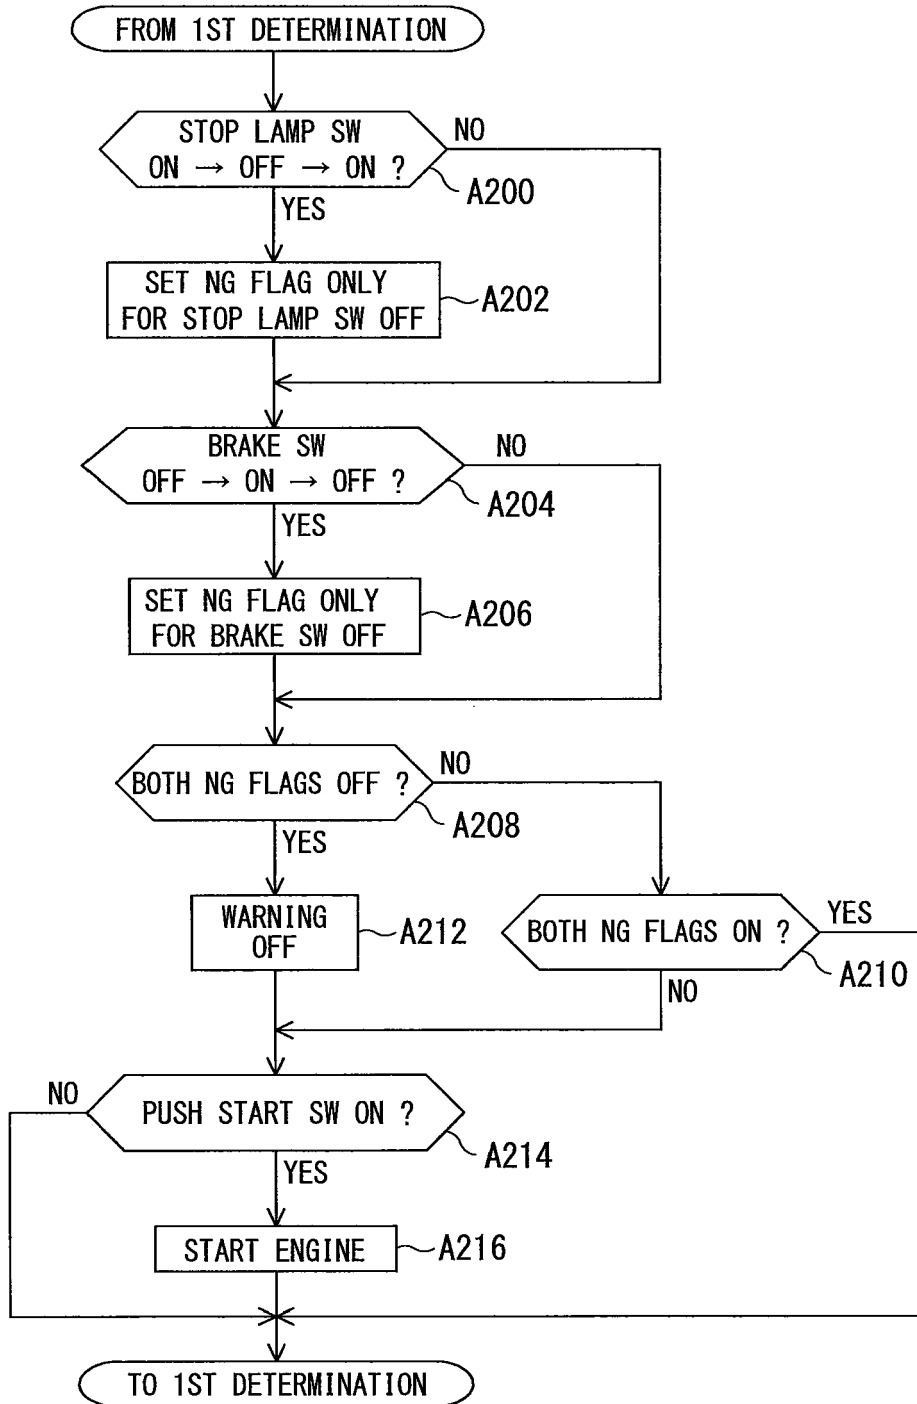 FROM 1ST DETERMINATION
STOP LAMP SW
ON → OFF → ON ?
NO
A200
YES
SET NG FLAG ONLY
FOR STOP LAMP SW OFF
A202
BRAKE SW
OFF → ON → OFF ?
NO
A204
YES
SET NG FLAG ONLY
FOR BRAKE SW OFF
A206
BOTH NG FLAGS OFF ?
NO
A208
YES
WARNING
OFF
A212
BOTH NG FLAGS ON ?
YES
A210
NO
NO
PUSH START SW ON ?
A214
YES
START ENGINE
A216
TO 1ST DETERMINATION